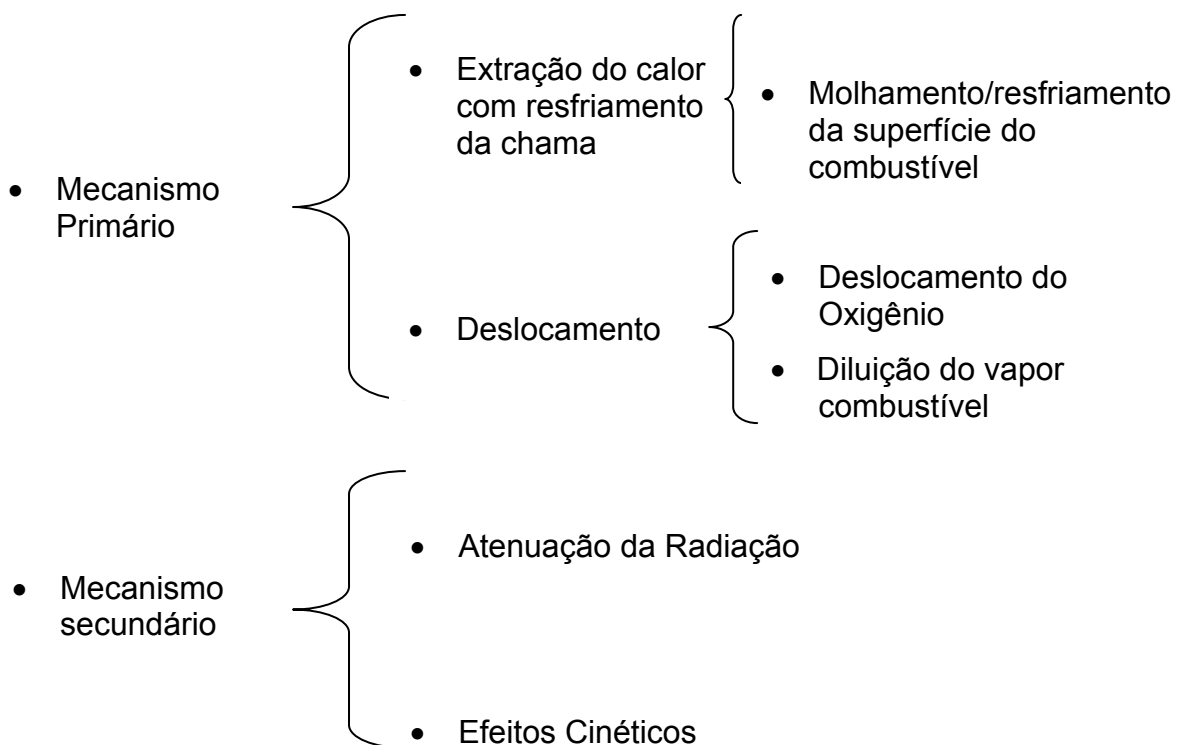 • Mecanismo
Primário
• Extração do calor
com resfriamento
da chama
• Molhamento/resfriamento
da superfície do
combustível
• Deslocamento
• Deslocamento do
Oxigênio
• Diluição do vapor
combustível
• Mecanismo
secundário
• Atenuação da Radiação
• Efeitos Cinéticos